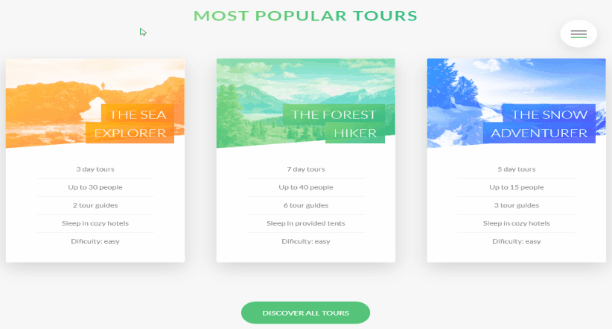 MOST POPULAR TOURS
THE SEA
EXPLORER
3 day tours
Up to 30 people
2 tour guides
Sleep in cozy hotels
Dificuty: easy
THE FOREST
HIKER
7 day tours
Up to 40 people
6 tour guides
Sleep in provided tents
Dificuty: easy
THE SNOW
ADVENTURER
5 day tours
Up to 15 people
3 tour guides
Sleep in cozy hotels
Dificuty: easy
DISCOVER ALL TOURS